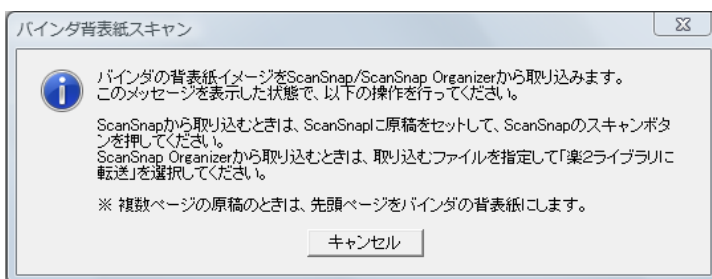 バインダ背表紙スキャン
バインダの背表紙イメージをScanSnap/ScanSnap Organizerから取り込みます。
このメッセージを表示した状態で、以下の操作を行ってください。
ScanSnapから取り込むときは、ScanSnapに原稿をセットして、ScanSnapのスキャンボタ
ンを押してください。
ScanSnap Organizerから取り込むときは、取り込むファイルを指定して「楽2ライブラリに
転送」を選択してください。
※ 複数ページの原稿のときは、先頭ページをバインダの背表紙にします。
キャンセル